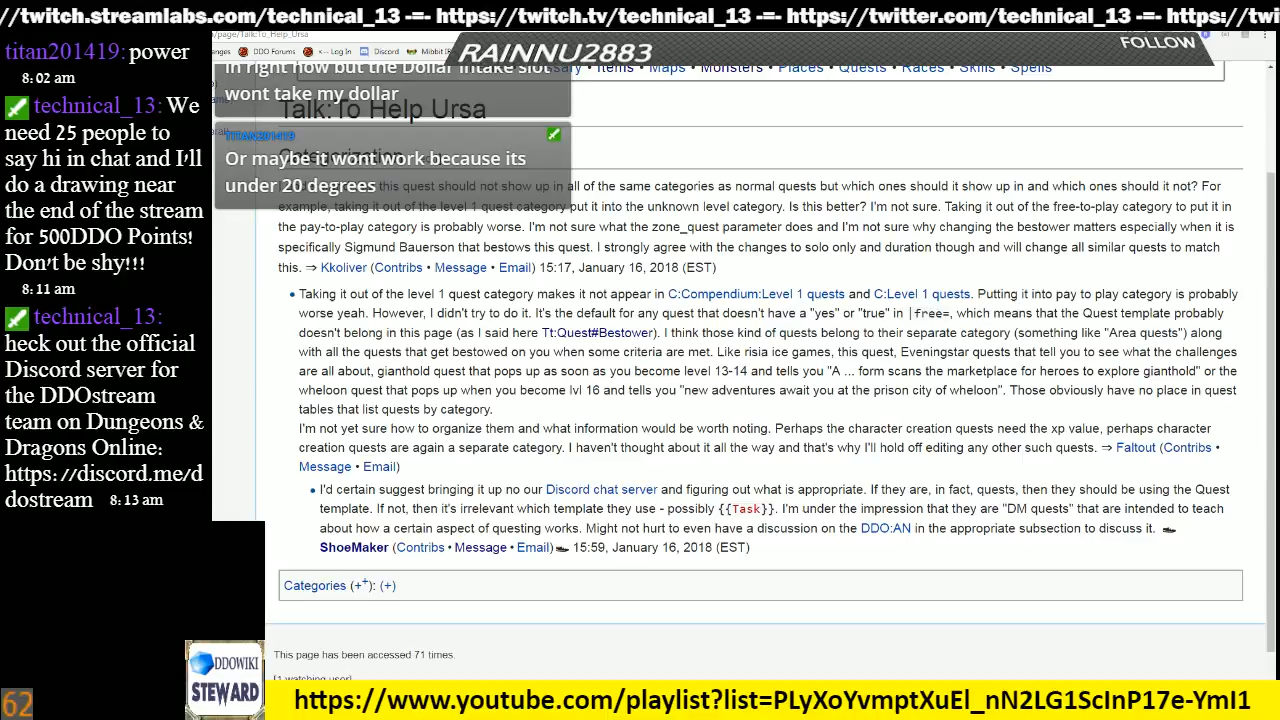 //twitch.streamlabs.com/technical_13 -=- https://twitch.tv/technical_13 -=- https://twitter.com/technical_13 -=- https://twi
/page/Talk:To_Help_Ursa
anges DDO Forums <-- Log In Discord Mibbit
RAINNU2883
FOLLOW
titan201419: power
8:02 am
technical_13: We
need 25 people to
say hi in chat and I'll
do a drawing near
the end of the stream
for 500DDO Points!
Don't be shy!!!
8:11 am
technical_13:
heck out the official
Discord server for
the DDOstream
team on Dungeons &
Dragons Online:
https://discord.me/d
dostream 8:13 am
in right now but the Dollar intake slot
wont take my dollar
TITAN201419
Or maybe it wont work because its
under 20 degrees
Items • Maps • Monsters • Places • Quests • Races • Skills • Spells
Talk:To Help Ursa
Categorization
this quest should not show up in all of the same categories as normal quests but which ones should it show up in and which ones should it not? For
example, taking it out of the level 1 quest category put it into the unknown level category. Is this better? I'm not sure. Taking it out of the free-to-play category to put it in
the pay-to-play category is probably worse. I'm not sure what the zone_quest parameter does and I'm not sure why changing the bestower matters especially when it is
specifically Sigmund Bauerson that bestows this quest. I strongly agree with the changes to solo only and duration though and will change all similar quests to match
this. ⇒ Kkoliver (Contribs • Message • Email) 15:17, January 16, 2018 (EST)
• Taking it out of the level 1 quest category makes it not appear in C:Compendium:Level 1 quests and C:Level 1 quests. Putting it into pay to play category is probably
worse yeah. However, I didn't try to do it. It's the default for any quest that doesn't have a "yes" or "true" in |free=, which means that the Quest template probably
doesn't belong in this page (as I said here Tt:Quest#Bestower). I think those kind of quests belong to their separate category (something like "Area quests") along
with all the quests that get bestowed on you when some criteria are met. Like risia ice games, this quest, Eveningstar quests that tell you to see what the challenges
are all about, gianthold quest that pops up as soon as you become level 13-14 and tells you "A ... form scans the marketplace for heroes to explore gianthold" or the
wheloon quest that pops up when you become lvl 16 and tells you "new adventures await you at the prison city of wheloon". Those obviously have no place in quest
tables that list quests by category.
I'm not yet sure how to organize them and what information would be worth noting. Perhaps the character creation quests need the xp value, perhaps character
creation quests are again a separate category. I haven't thought about it all the way and that's why I'll hold off editing any other such quests. ⇒ Faltout (Contribs •
Message • Email)
• I'd certain suggest bringing it up no our Discord chat server and figuring out what is appropriate. If they are, in fact, quests, then they should be using the Quest
template. If not, then it's irrelevant which template they use - possibly {{Task}}. I'm under the impression that they are "DM quests" that are intended to teach
about how a certain aspect of questing works. Might not hurt to even have a discussion on the DDO:AN in the appropriate subsection to discuss it.
ShoeMaker (Contribs • Message • Email) 15:59, January 16, 2018 (EST)
Categories (+⁺): (+)
This page has been accessed 71 times.
[1 watching user]
DDOWIKI
STEWARD
62
https://www.youtube.com/playlist?list=PLyXoYvmptXuEl_nN2LG1ScInP17e-YmI1